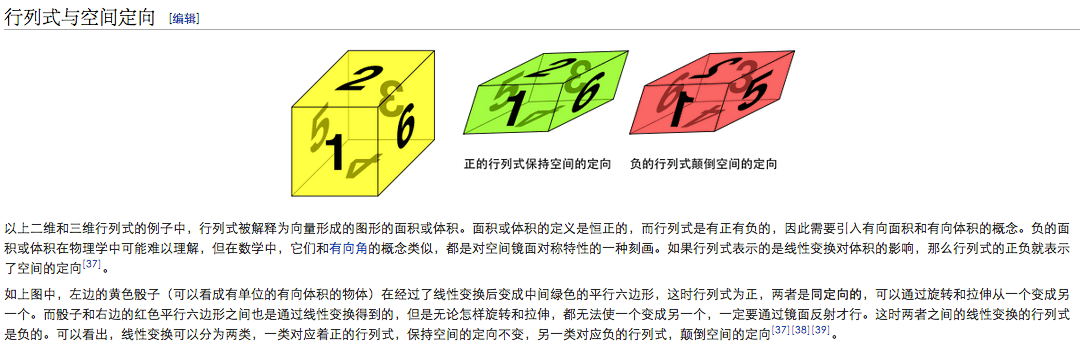 行列式与空间定向 [编辑]
2 3 5 1 6 4
2 3 5 1 6 4
2 3 6 1 5 4
正的行列式保持空间的定向 负的行列式颠倒空间的定向
以上二维和三维行列式的例子中，行列式被解释为向量形成的图形的面积或体积。面积或体积的定义是恒正的，而行列式是有正有负的，因此需要引入有向面积和有向体积的概念。负的面
积或体积在物理学中可能难以理解，但在数学中，它们和有向角的概念类似，都是对空间镜面对称特性的一种刻画。如果行列式表示的是线性变换对体积的影响，那么行列式的正负就表示
了空间的定向[37]。
如上图中，左边的黄色骰子（可以看成有单位的有向体积的物体）在经过了线性变换后变成中间绿色的平行六边形，这时行列式为正，两者是同定向的，可以通过旋转和拉伸从一个变成另
一个。而骰子和右边的红色平行六边形之间也是通过线性变换得到的，但是无论怎样旋转和拉伸，都无法使一个变成另一个，一定要通过镜面反射才行。这时两者之间的线性变换的行列式
是负的。可以看出，线性变换可以分为两类，一类对应着正的行列式，保持空间的定向不变，另一类对应负的行列式，颠倒空间的定向[37][38][39]。